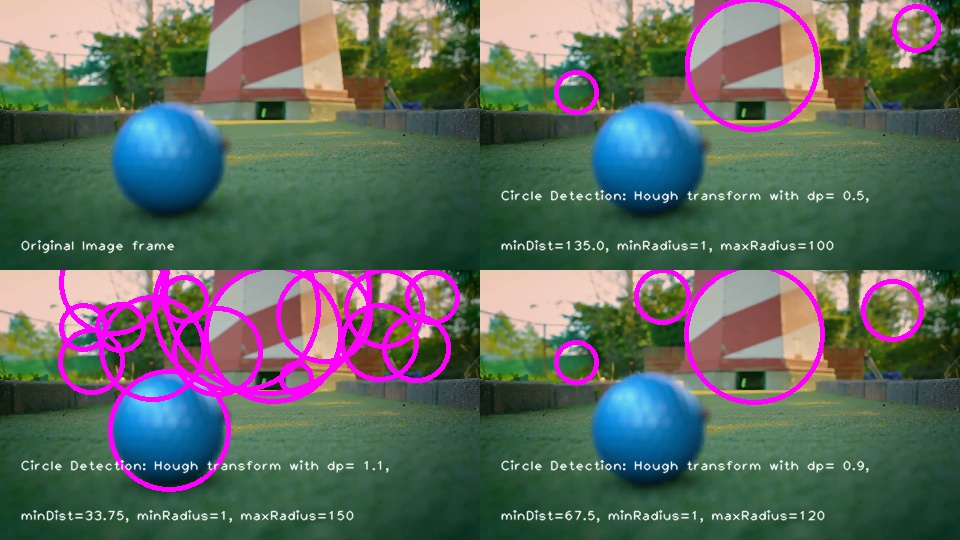 Original Image frame
Circle Detection: Hough transform with dp= 0.5,
minDist=135.0, minRadius=1, maxRadius=100
Circle Detection: Hough transform with dp= 1.1,
minDist=33.75, minRadius=1, maxRadius=150
Circle Detection: Hough transform with dp= 0.9,
minDist=67.5, minRadius=1, maxRadius=120